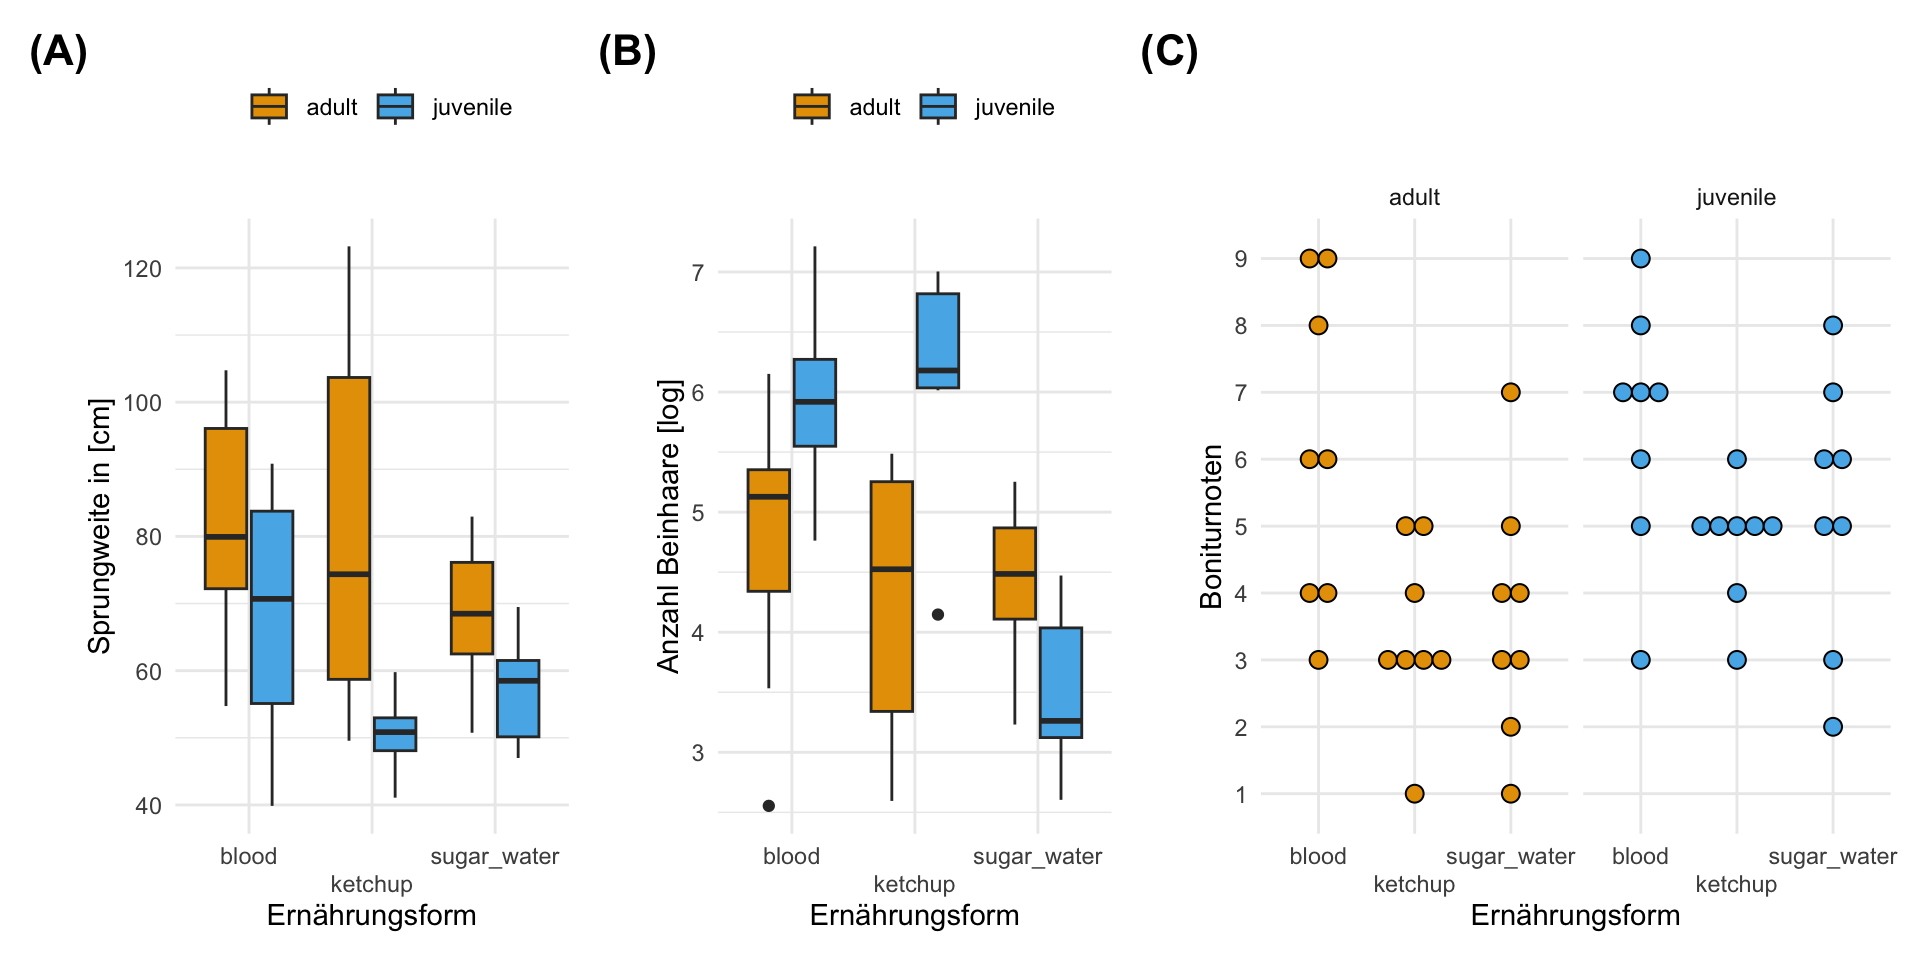 (A)
adult juvenile
Sprungweite in [cm]
120
100
80
60
40
blood sugar_water
ketchup
Ernährungsform
(B)
adult juvenile
Anzahl Beinhaare [log]
7
6
5
4
3
blood sugar_water
ketchup
Ernährungsform
(C)
adult juvenile
Boniturnoten
9
8
7
6
5
4
3
2
1
blood sugar_water blood sugar_water
ketchup ketchup
Ernährungsform